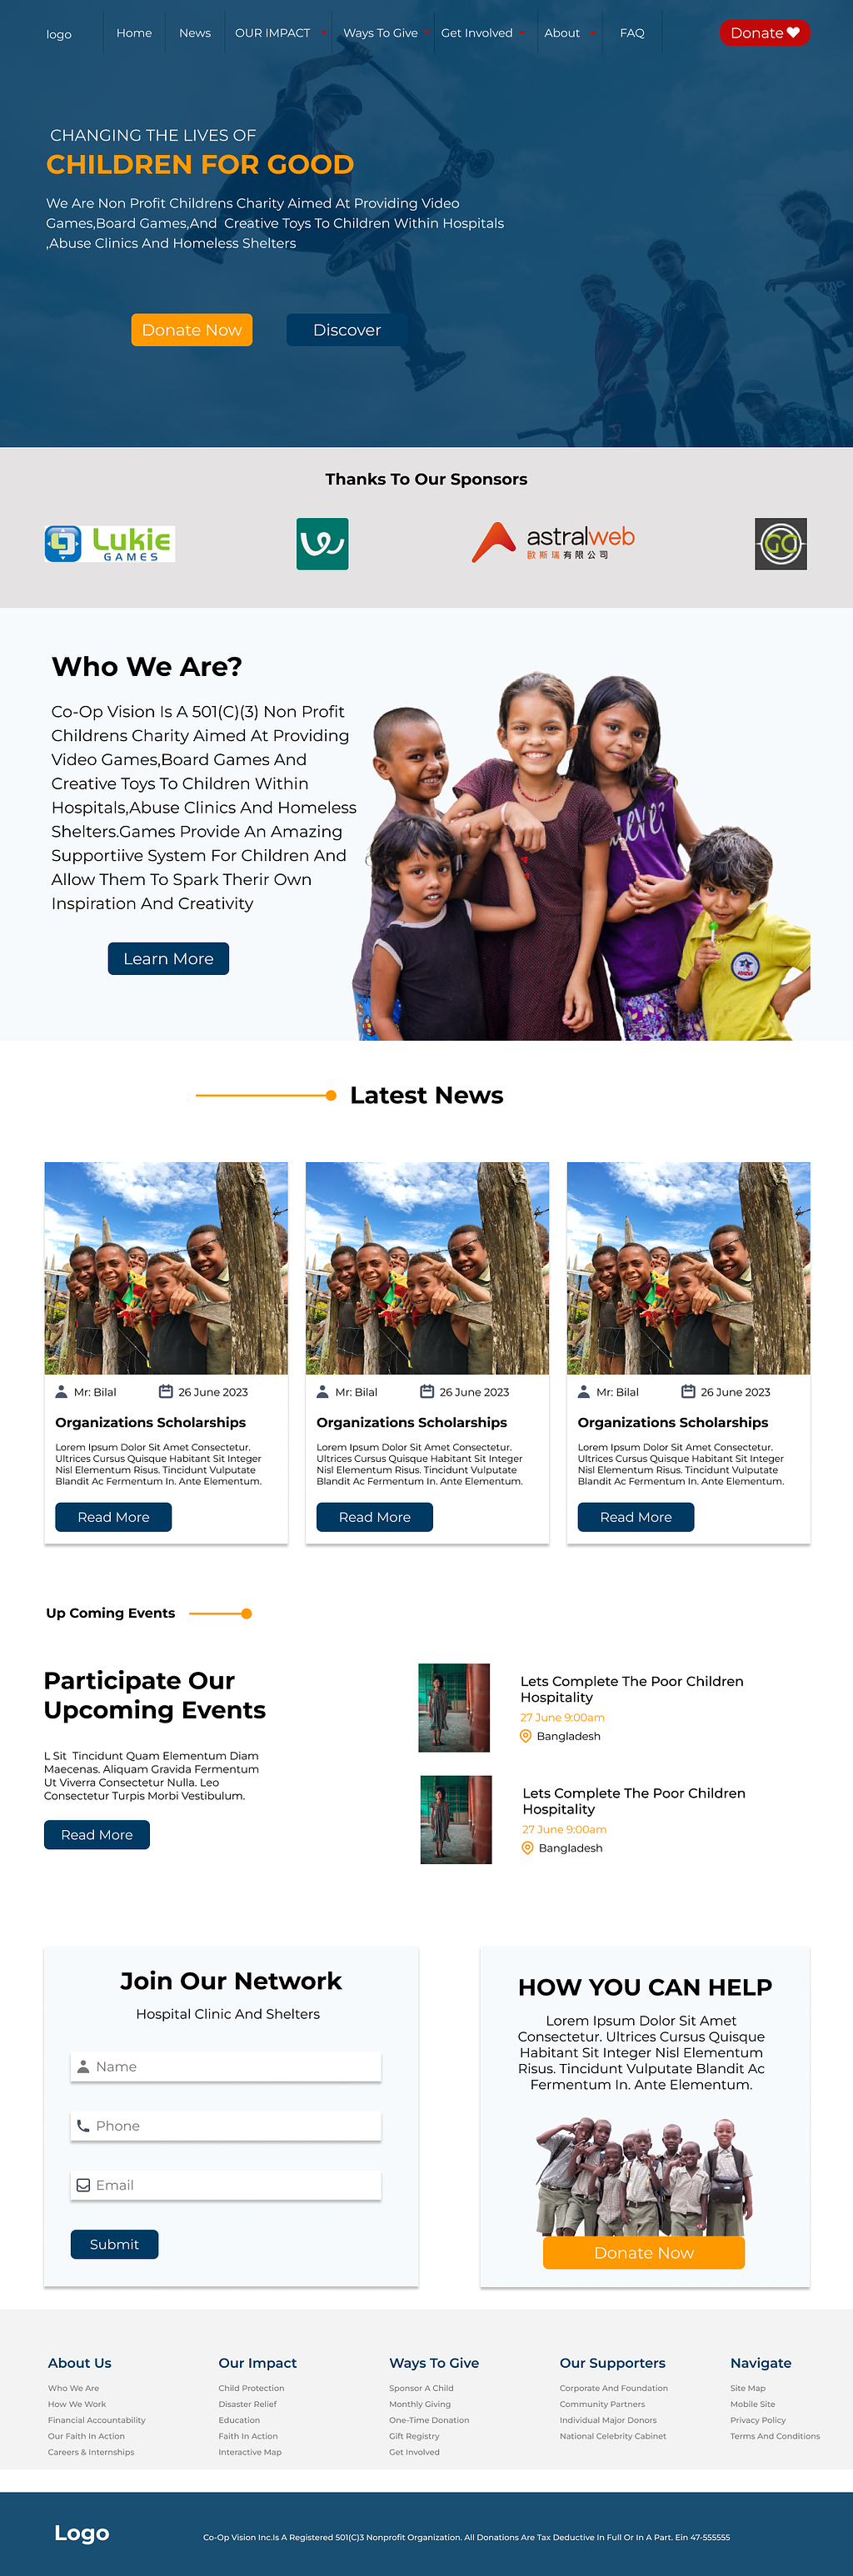 logo
Home
News
OUR IMPACT
Ways To Give
Get Involved
About
FAQ
Donate
CHANGING THE LIVES OF
CHILDREN FOR GOOD
We Are Non Profit Childrens Charity Aimed At Providing Video
Games,Board Games,And Creative Toys To Children Within Hospitals
,Abuse Clinics And Homeless Shelters
Donate Now
Discover
Thanks To Our Sponsors
Lukie
GAMES
astralweb
歐斯瑞有限公司
GO
Who We Are?
Co-Op Vision Is A 501(C)(3) Non Profit
Childrens Charity Aimed At Providing
Video Games,Board Games And
Creative Toys To Children Within
Hospitals,Abuse Clinics And Homeless
Shelters.Games Provide An Amazing
Supportiive System For Children And
Allow Them To Spark Therir Own
Inspiration And Creativity
Learn More
Latest News
Mr: Bilal
26 June 2023
Organizations Scholarships
Lorem Ipsum Dolor Sit Amet Consectetur.
Ultrices Cursus Quisque Habitant Sit Integer
Nisl Elementum Risus. Tincidunt Vulputate
Blandit Ac Fermentum In. Ante Elementum.
Read More
Mr: Bilal
26 June 2023
Organizations Scholarships
Lorem Ipsum Dolor Sit Amet Consectetur.
Ultrices Cursus Quisque Habitant Sit Integer
Nisl Elementum Risus. Tincidunt Vulputate
Blandit Ac Fermentum In. Ante Elementum.
Read More
Mr: Bilal
26 June 2023
Organizations Scholarships
Lorem Ipsum Dolor Sit Amet Consectetur.
Ultrices Cursus Quisque Habitant Sit Integer
Nisl Elementum Risus. Tincidunt Vulputate
Blandit Ac Fermentum In. Ante Elementum.
Read More
Up Coming Events
Participate Our
Upcoming Events
L Sit Tincidunt Quam Elementum Diam
Maecenas. Aliquam Gravida Fermentum
Ut Viverra Consectetur Nulla. Leo
Consectetur Turpis Morbi Vestibulum.
Read More
Lets Complete The Poor Children
Hospitality
27 June 9:00am
Bangladesh
Lets Complete The Poor Children
Hospitality
27 June 9:00am
Bangladesh
Join Our Network
Hospital Clinic And Shelters
Name
Phone
Email
Submit
HOW YOU CAN HELP
Lorem Ipsum Dolor Sit Amet
Consectetur. Ultrices Cursus Quisque
Habitant Sit Integer Nisl Elementum
Risus. Tincidunt Vulputate Blandit Ac
Fermentum In. Ante Elementum.
Donate Now
About Us
Who We Are
How We Work
Financial Accountability
Our Faith In Action
Careers & Internships
Our Impact
Child Protection
Disaster Relief
Education
Faith In Action
Interactive Map
Ways To Give
Sponsor A Child
Monthly Giving
One-Time Donation
Gift Registry
Get Involved
Our Supporters
Corporate And Foundation
Community Partners
Individual Major Donors
National Celebrity Cabinet
Navigate
Site Map
Mobile Site
Privacy Policy
Terms And Conditions
Logo
Co-Op Vision Inc.Is A Registered 501(C)3 Nonprofit Organization. All Donations Are Tax Deductive In Full Or In A Part. Ein 47-555555